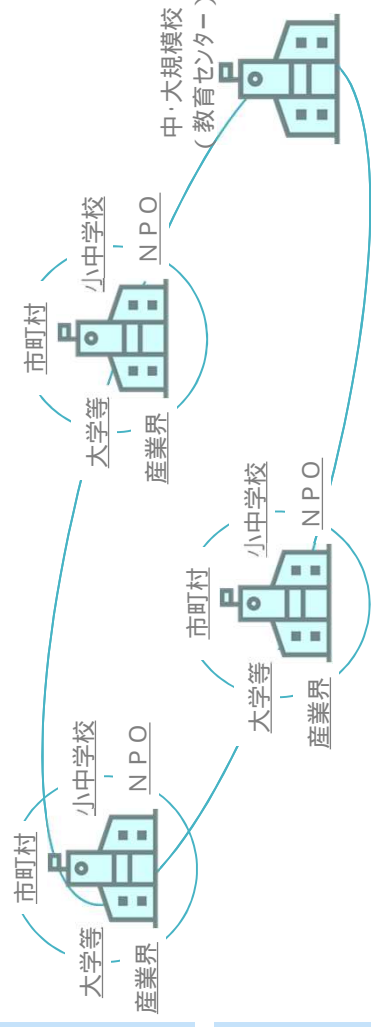 中・大規模校
（教育センター）
市町村
小中学校
NPO
大学等
産業界
市町村
小中学校
NPO
大学等
産業界
市町村
小中学校
NPO
大学等
産業界